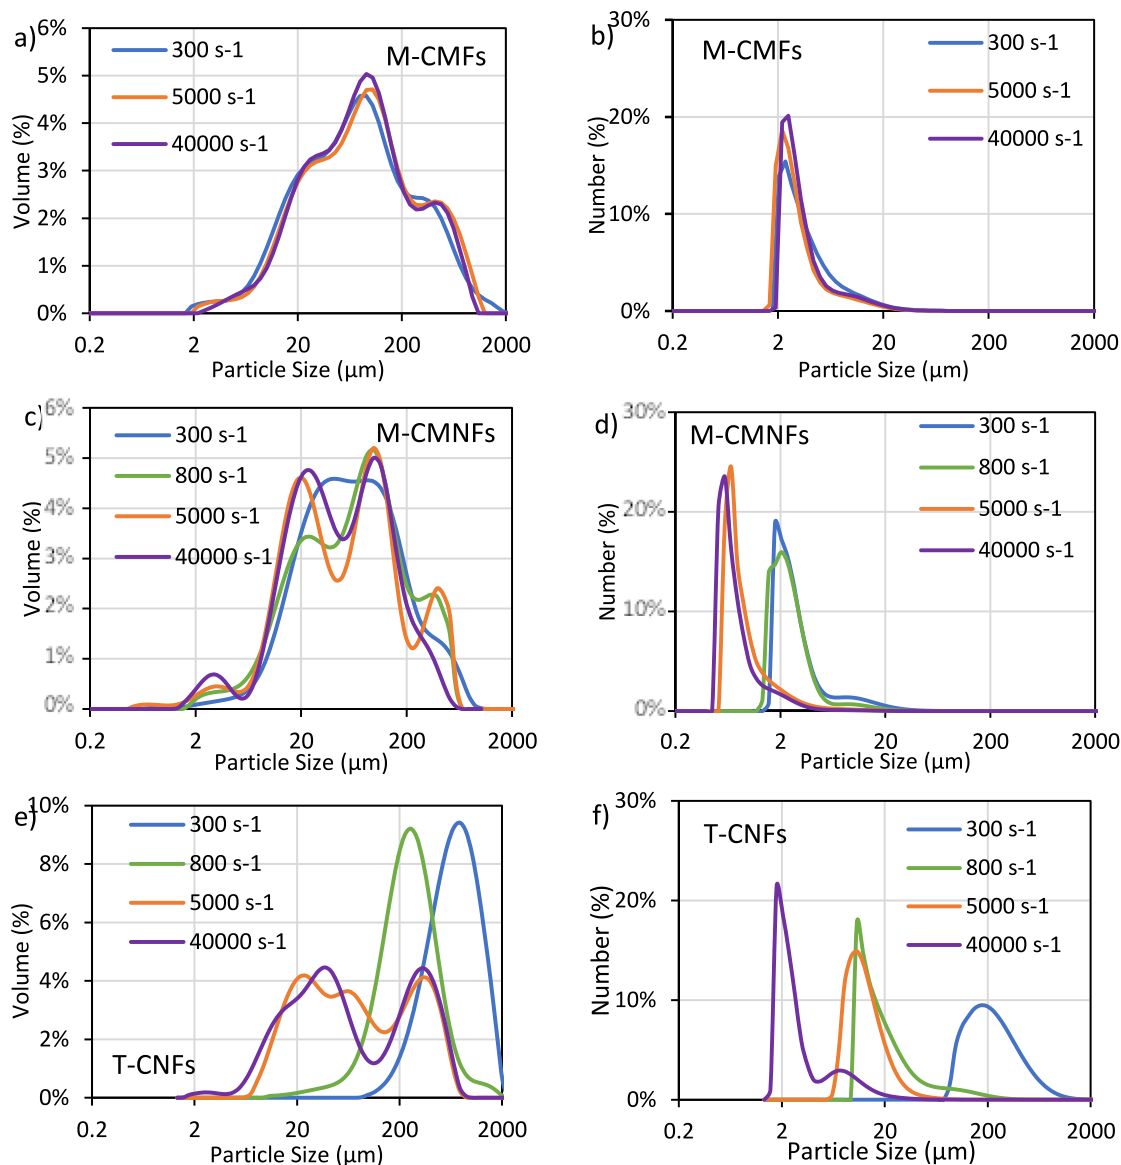 a)
6%
5%
4%
3%
2%
1%
0%
Volume (%)
300 s-1
5000 s-1
40000 s-1
M-CMFs
0.2 2 20 200 2000
Particle Size (µm)
b)
30%
20%
10%
0%
Number (%)
M-CMFs
300 s-1
5000 s-1
40000 s-1
0.2 2 20 200 2000
Particle Size (µm)
c)
6%
5%
4%
3%
2%
1%
0%
Volume (%)
300 s-1
800 s-1
5000 s-1
40000 s-1
M-CMNFs
0.2 2 20 200 2000
Particle Size (µm)
d)
30%
20%
10%
0%
Number (%)
M-CMNFs
300 s-1
800 s-1
5000 s-1
40000 s-1
0.2 2 20 200 2000
Particle Size (µm)
e)
10%
8%
6%
4%
2%
0%
Volume (%)
300 s-1
800 s-1
5000 s-1
40000 s-1
T-CNFs
0.2 2 20 200 2000
Particle Size (µm)
f)
30%
20%
10%
0%
Number (%)
T-CNFs
300 s-1
800 s-1
5000 s-1
40000 s-1
0.2 2 20 200 2000
Particle Size (µm)